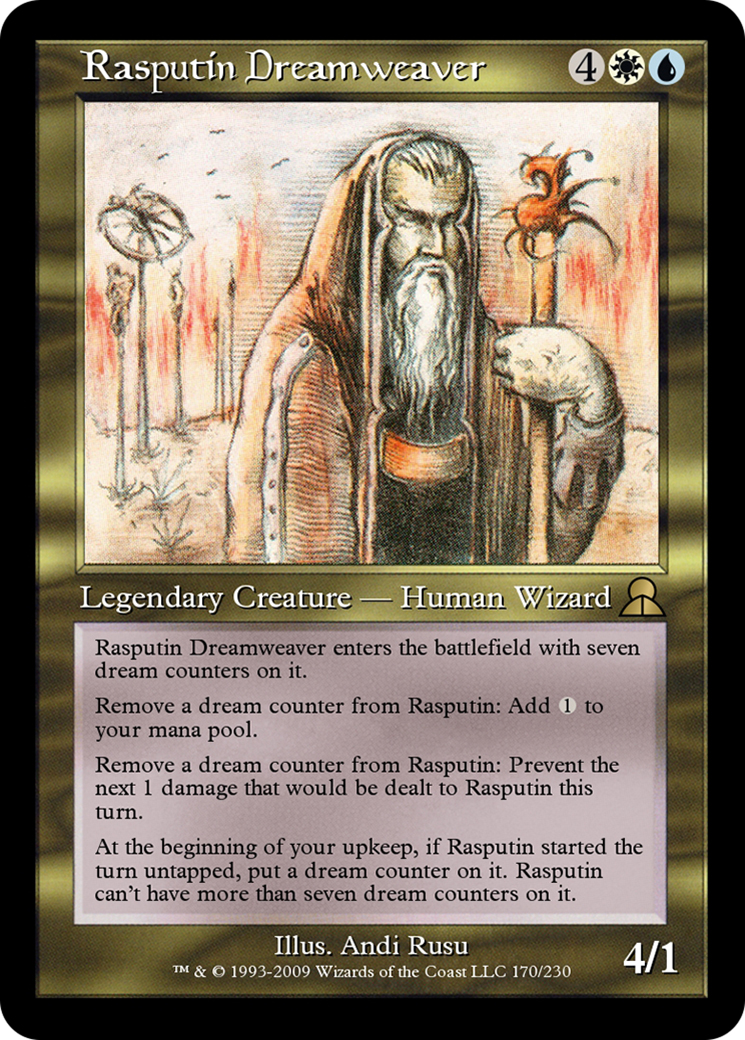 Rasputin Dreamweaver 4
Legendary Creature — Human Wizard
Rasputin Dreamweaver enters the battlefield with seven
dream counters on it.
Remove a dream counter from Rasputin: Add 1 to
your mana pool.
Remove a dream counter from Rasputin: Prevent the
next 1 damage that would be dealt to Rasputin this
turn.
At the beginning of your upkeep, if Rasputin started the
turn untapped, put a dream counter on it. Rasputin
can't have more than seven dream counters on it.
Illus. Andi Rusu
™ & © 1993-2009 Wizards of the Coast LLC 170/230
4/1